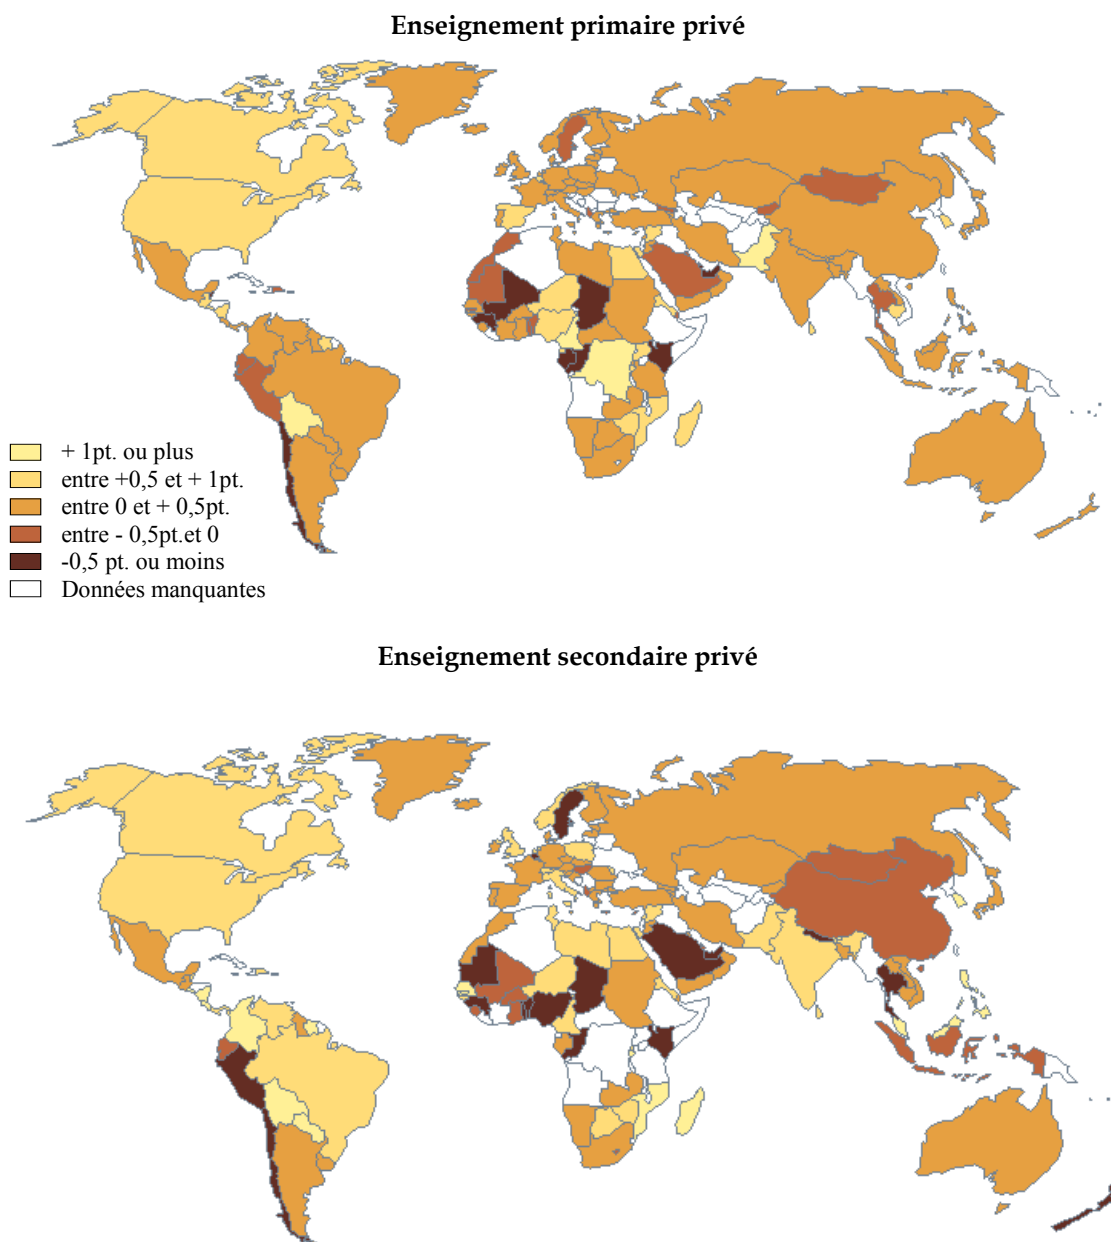 Enseignement primaire privé
+ 1pt. ou plus
entre +0,5 et + 1pt.
entre 0 et + 0,5pt.
entre - 0,5pt.et 0
-0,5 pt. ou moins
Données manquantes
Enseignement secondaire privé